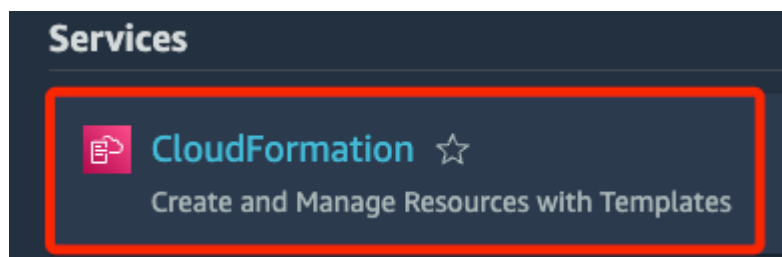 Services
CloudFormation
Create and Manage Resources with Templates